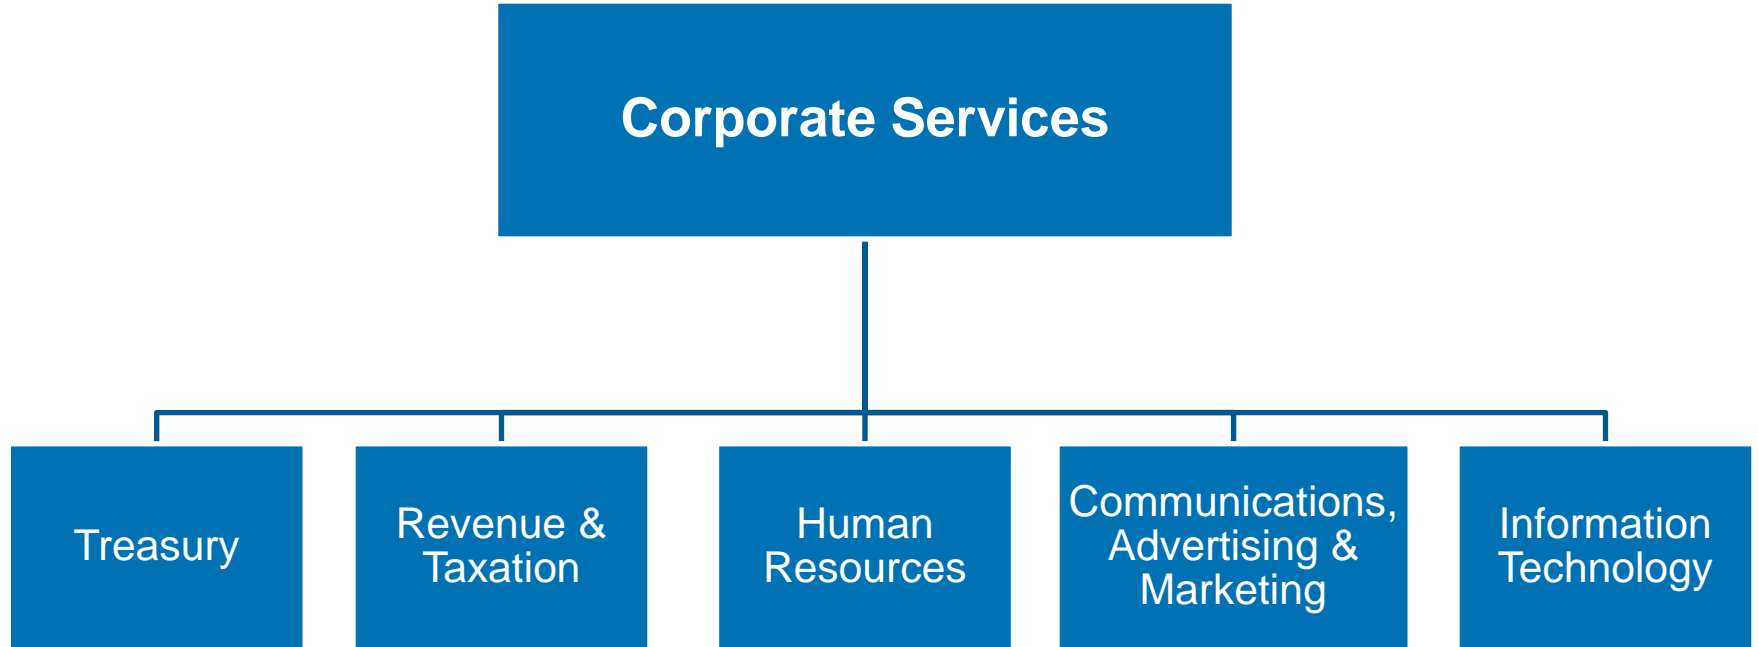 Corporate Services
Treasury
Revenue &
Taxation
Human
Resources
Communications,
Advertising &
Marketing
Information
Technology